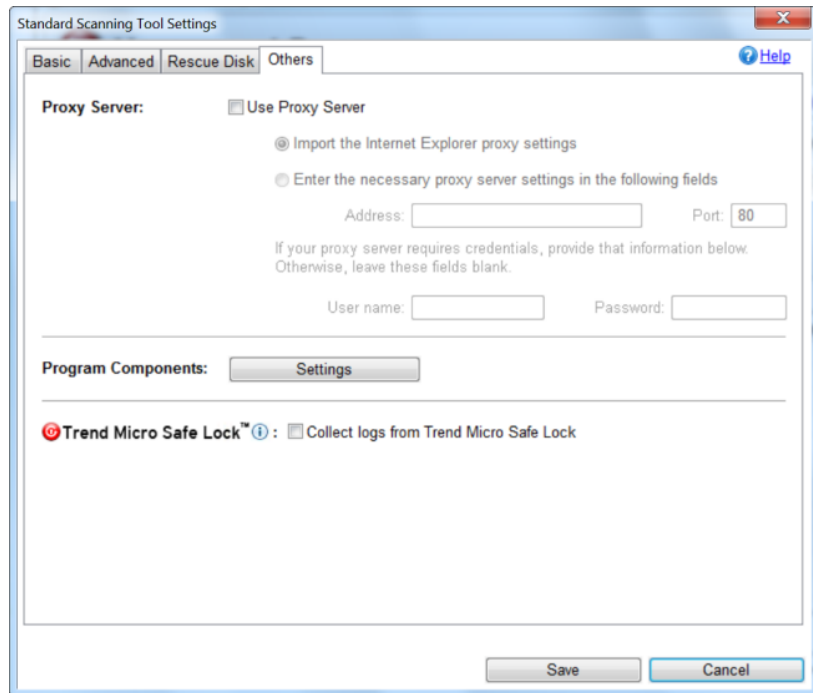 Standard Scanning Tool Settings
Basic Advanced Rescue Disk Others Help
Proxy Server: Use Proxy Server
Import the Internet Explorer proxy settings
Enter the necessary proxy server settings in the following fields
Address: Port: 80
If your proxy server requires credentials, provide that information below.
Otherwise, leave these fields blank.
User name: Password:
Program Components: Settings
Trend Micro Safe Lock™ : Collect logs from Trend Micro Safe Lock
Save Cancel